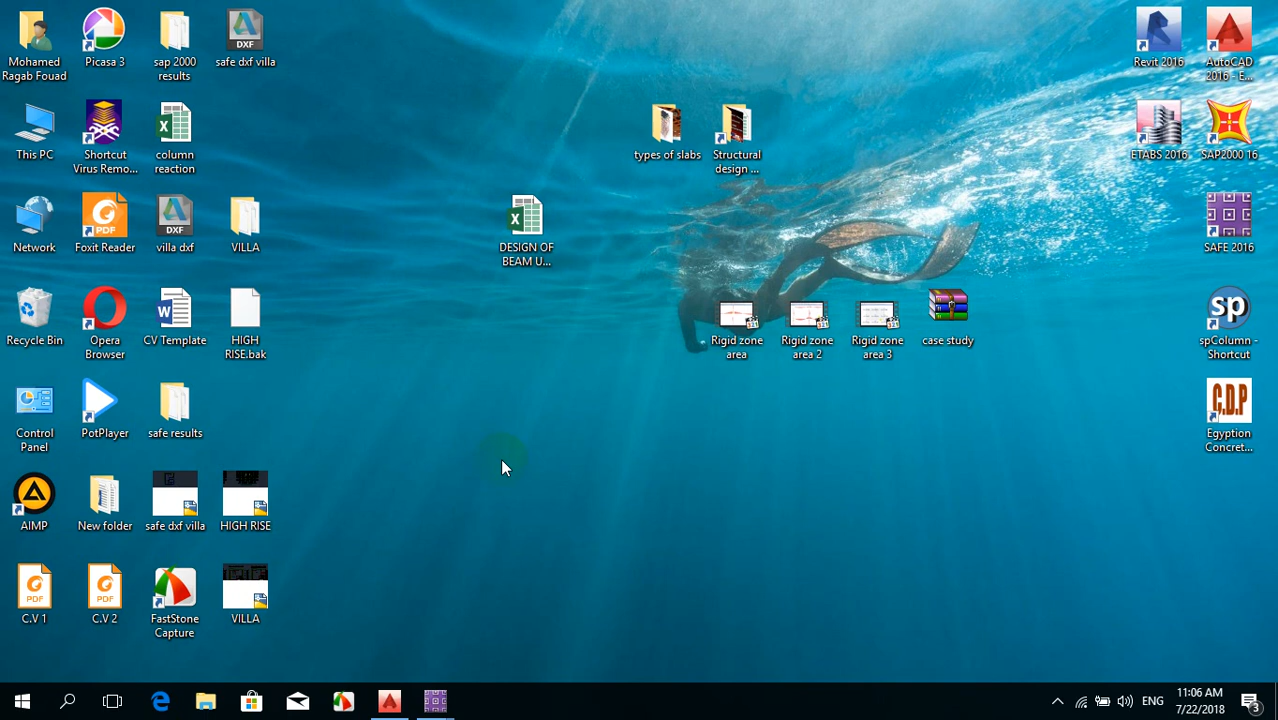 Mohamed
Ragab Fouad
Picasa 3
sap 2000
results
DXF
safe dxf villa
Revit 2016
AutoCAD
2016 - E...
This PC
Shortcut
Virus Remo...
column
reaction
types of slabs
Structural
design ...
ETABS 2016
SAP2000 16
Network
PDF
Foxit Reader
DXF
villa dxf
VILLA
DESIGN OF
BEAM U...
SAFE 2016
Recycle Bin
Opera
Browser
CV Template
HIGH
RISE.bak
Rigid zone
area
Rigid zone
area 2
Rigid zone
area 3
case study
sp
spColumn -
Shortcut
Control
Panel
PotPlayer
safe results
C.D.P
Egyption
Concret...
AIMP
New folder
safe dxf villa
HIGH RISE
PDF
C.V 1
PDF
C.V 2
FastStone
Capture
VILLA
ENG
11:06 AM
7/22/2018
3